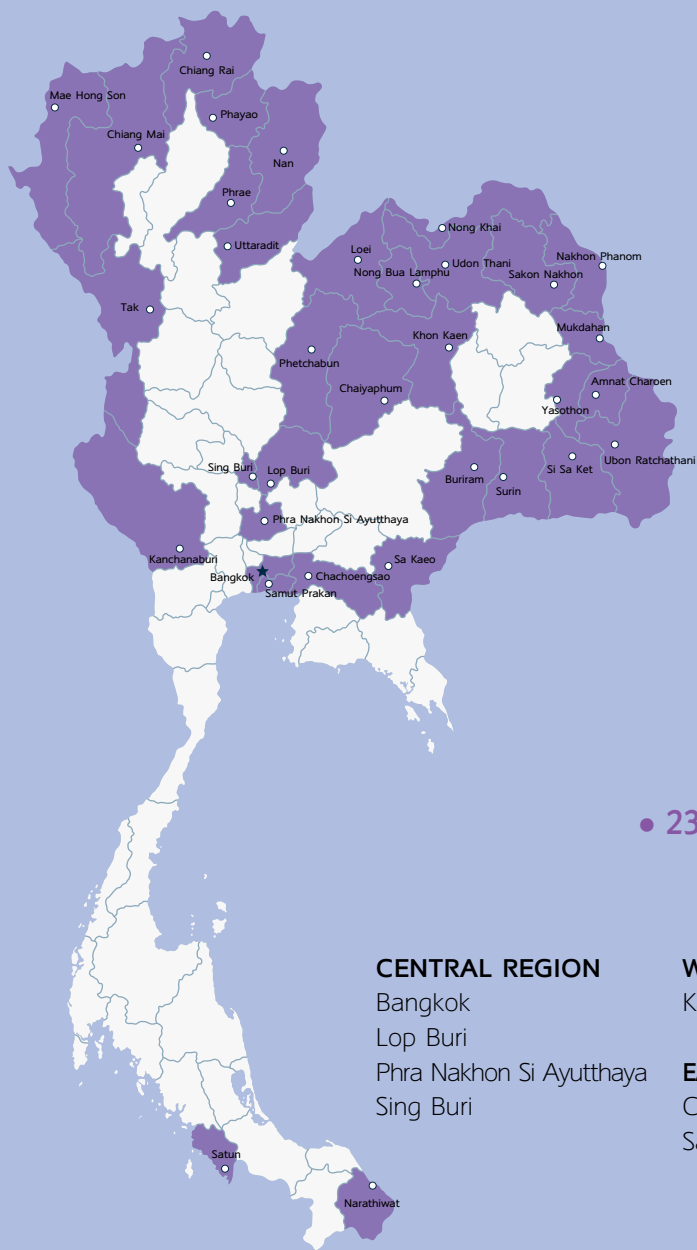 Chiang Rai
Mae Hong Son
Phayao
Chiang Mai
Nan
Phrae
Uttaradit
Loei
Nong Khai
Nong Bua Lamphu
Udon Thani
Nakhon Phanom
Sakon Nakhon
Tak
Mukdahan
Khon Kaen
Phetchabun
Amnat Charoen
Chaiyaphum
Yasothon
Sing Buri
Lop Buri
Buriram
Surin
Si Sa Ket
Ubon Ratchathani
Phra Nakhon Si Ayutthaya
Kanchanaburi
Sa Kaeo
Bangkok
Chachoengsao
Samut Prakan
• 23
CENTRAL REGION
Bangkok
Lop Buri
Phra Nakhon Si Ayutthaya
Sing Buri
Satun
Narathiwat